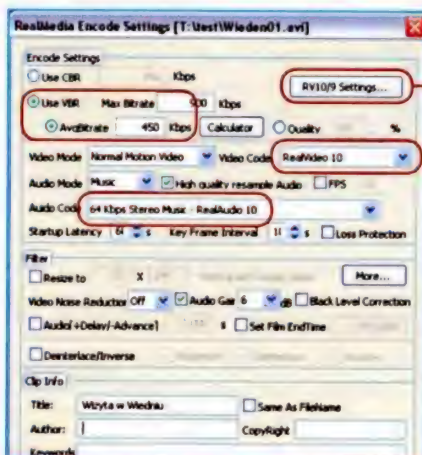 RealMedia Encode Settings [T:\test\Wieden01.avi]
Encode Settings
Use CBR Kbps
RV10/9 Settings...
Use VBR Max Bitrate 900 Kbps
AvgBitrate 450 Kbps Calculator Quality %
Video Mode Normal Motion Video Video Codec RealVideo 10
Audio Mode Music High quality resample Audio FPS
Audio Codec 64 Kbps Stereo Music - RealAudio 10
Startup Latency s Key Frame Interval 10 s Loss Protection
Filter
Resize to X More...
Video Noise Reduction Off Audio Gain 6 dB Black Level Correction
Audio[+Delay/-Advance] s Set Film EndTime
Deinterlace/Inverse
Clip Info
Title: Wizyta w Wiedniu Same As FileName
Author: CopyRight
Keywords